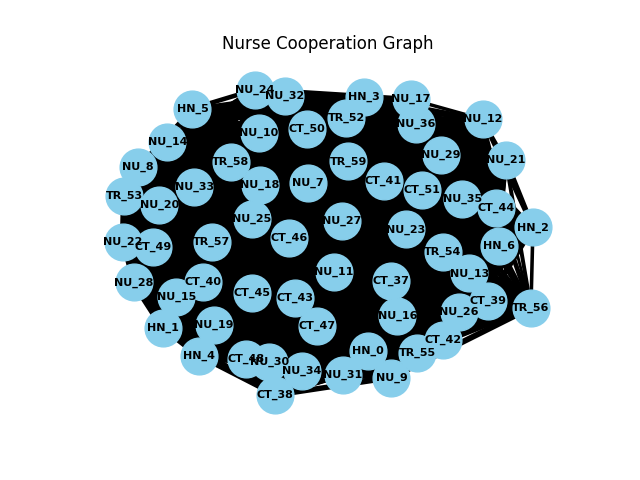 Nurse Cooperation Graph
NU_24
NU_32
HN_3
NU_17
HN_5
TR_52
NU_12
NU_36
CT_50
NU_10
NU_14
NU_29
NU_21
TR_58
TR_59
NU_8
CT_41
NU_7
NU_18
NU_33
CT_51
TR_53
NU_35
NU_20
CT_44
NU_25
NU_27
HN_2
NU_23
CT_46
NU_22
TR_57
CT_49
HN_6
TR_54
NU_11
NU_13
CT_37
NU_28
CT_40
CT_45
NU_15
CT_43
CT_39
TR_56
NU_26
NU_16
NU_19
CT_47
HN_1
CT_42
HN_0
TR_55
HN_4
CT_48
NU_30
NU_34
NU_31
NU_9
CT_38